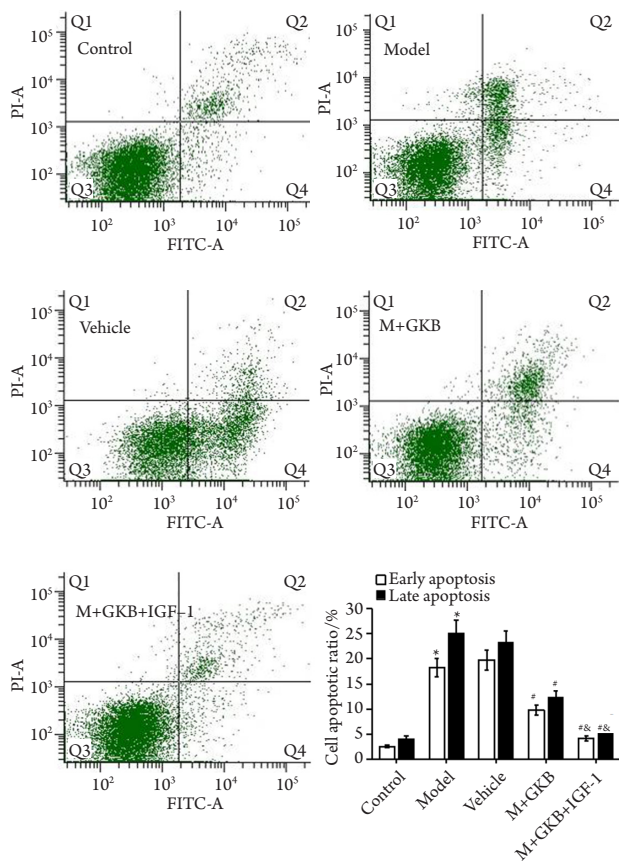 Q1 Q2
Control
10⁵
10⁴
10³
10²
PI-A
Q3 Q4
10² 10³ 10⁴ 10⁵
FITC-A
Q1 Q2
Model
10⁵
10⁴
10³
10²
PI-A
Q3 Q4
10² 10³ 10⁴ 10⁵
FITC-A
Q1 Q2
Vehicle
10⁵
10⁴
10³
10²
PI-A
Q3 Q4
10² 10³ 10⁴ 10⁵
FITC-A
Q1 Q2
M+GKB
10⁵
10⁴
10³
10²
PI-A
Q3 Q4
10² 10³ 10⁴ 10⁵
FITC-A
Q1 Q2
M+GKB+IGF-1
10⁵
10⁴
10³
10²
PI-A
Q3 Q4
10² 10³ 10⁴ 10⁵
FITC-A
Early apoptosis
Late apoptosis
Cell apoptotic ratio/%
30
25
20
15
10
5
0
* *
# #
#& #&
Control
Model
Vehicle
M+GKB
M+GKB+IGF-1